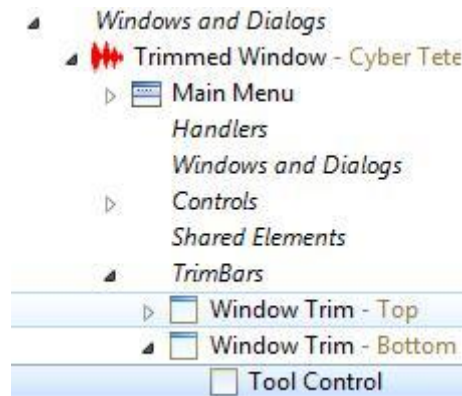 Windows and Dialogs
Trimmed Window - Cyber Tete
Main Menu
Handlers
Windows and Dialogs
Controls
Shared Elements
TrimBars
Window Trim - Top
Window Trim - Bottom
Tool Control